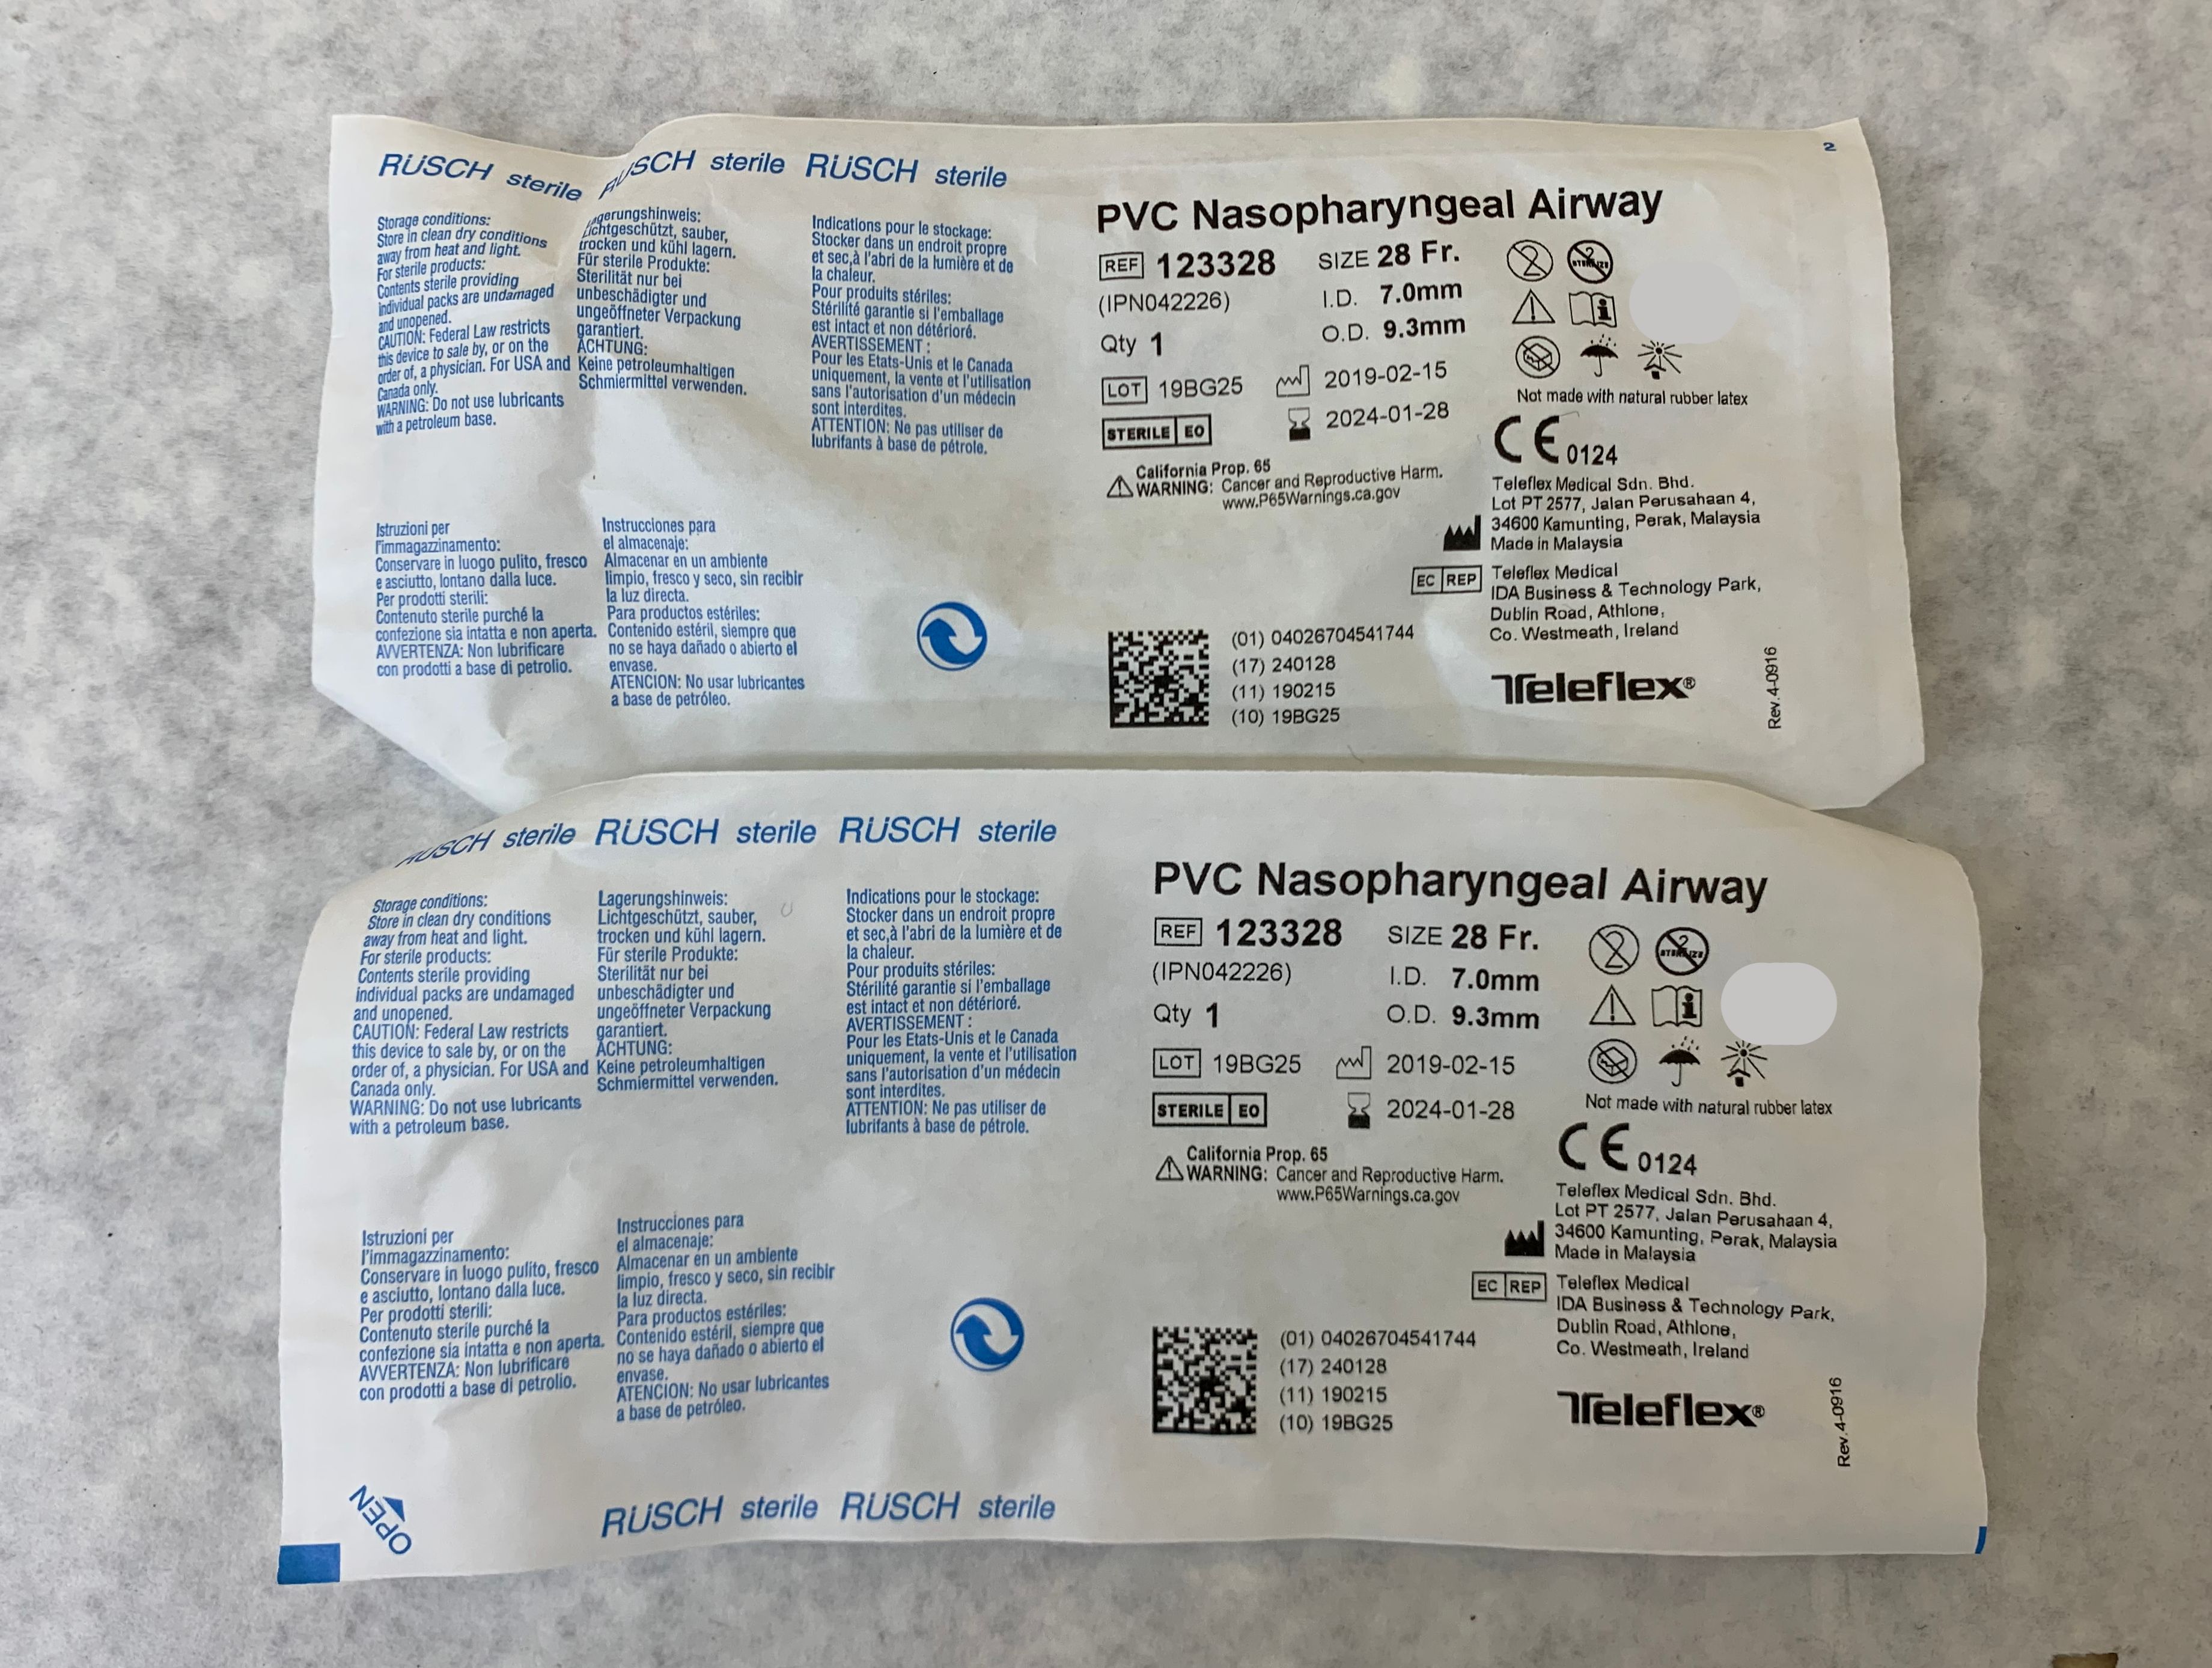 RÜSCH sterile RÜSCH sterile RÜSCH sterile
2
Storage conditions:
Store in clean dry conditions
away from heat and light.
For sterile products:
Contents sterile providing
individual packs are undamaged
and unopened.
CAUTION: Federal Law restricts
this device to sale by, or on the
order of, a physician. For USA and
Canada only.
WARNING: Do not use lubricants
with a petroleum base.
Lagerungshinweis:
Lichtgeschützt, sauber,
trocken und kühl lagern.
Für sterile Produkte:
Sterilität nur bei
unbeschädigter und
ungeöffneter Verpackung
garantiert.
ACHTUNG:
Keine petroleumhaltigen
Schmiermittel verwenden.
Indications pour le stockage:
Stocker dans un endroit propre
et sec,à l'abri de la lumière et de
la chaleur.
Pour produits stériles:
Stérilité garantie si l'emballage
est intact et non détérioré.
AVERTISSEMENT :
Pour les Etats-Unis et le Canada
uniquement, la vente et l'utilisation
sans l'autorisation d'un médecin
sont interdites.
ATTENTION: Ne pas utiliser de
lubrifants à base de pétrole.
Istruzioni per
l'immagazzinamento:
Conservare in luogo pulito, fresco
e asciutto, lontano dalla luce.
Per prodotti sterili:
Contenuto sterile purché la
confezione sia intatta e non aperta.
AVVERTENZA: Non lubrificare
con prodotti a base di petrolio.
Instrucciones para
el almacenaje:
Almacenar en un ambiente
limpio, fresco y seco, sin recibir
la luz directa.
Para productos estériles:
Contenido estéril, siempre que
no se haya dañado o abierto el
envase.
ATENCION: No usar lubricantes
a base de petróleo.
PVC Nasopharyngeal Airway
REF 123328 SIZE 28 Fr.
(IPN042226) I.D. 7.0mm
Qty 1 O.D. 9.3mm
LOT 19BG25 2019-02-15
STERILE EO 2024-01-28
California Prop. 65
WARNING: Cancer and Reproductive Harm.
www.P65Warnings.ca.gov
2 2 STERILIZE
Not made with natural rubber latex
CE 0124
Teleflex Medical Sdn. Bhd.
Lot PT 2577, Jalan Perusahaan 4,
34600 Kamunting, Perak, Malaysia
Made in Malaysia
EC REP Teleflex Medical
IDA Business & Technology Park,
Dublin Road, Athlone,
Co. Westmeath, Ireland
(01) 04026704541744
(17) 240128
(11) 190215
(10) 19BG25
Teleflex®
Rev.4-0916
RÜSCH sterile RÜSCH sterile RÜSCH sterile
Storage conditions:
Store in clean dry conditions
away from heat and light.
For sterile products:
Contents sterile providing
individual packs are undamaged
and unopened.
CAUTION: Federal Law restricts
this device to sale by, or on the
order of, a physician. For USA and
Canada only.
WARNING: Do not use lubricants
with a petroleum base.
Lagerungshinweis:
Lichtgeschützt, sauber,
trocken und kühl lagern.
Für sterile Produkte:
Sterilität nur bei
unbeschädigter und
ungeöffneter Verpackung
garantiert.
ACHTUNG:
Keine petroleumhaltigen
Schmiermittel verwenden.
Indications pour le stockage:
Stocker dans un endroit propre
et sec,à l'abri de la lumière et de
la chaleur.
Pour produits stériles:
Stérilité garantie si l'emballage
est intact et non détérioré.
AVERTISSEMENT :
Pour les Etats-Unis et le Canada
uniquement, la vente et l'utilisation
sans l'autorisation d'un médecin
sont interdites.
ATTENTION: Ne pas utiliser de
lubrifants à base de pétrole.
Istruzioni per
l'immagazzinamento:
Conservare in luogo pulito, fresco
e asciutto, lontano dalla luce.
Per prodotti sterili:
Contenuto sterile purché la
confezione sia intatta e non aperta.
AVVERTENZA: Non lubrificare
con prodotti a base di petrolio.
Instrucciones para
el almacenaje:
Almacenar en un ambiente
limpio, fresco y seco, sin recibir
la luz directa.
Para productos estériles:
Contenido estéril, siempre que
no se haya dañado o abierto el
envase.
ATENCION: No usar lubricantes
a base de petróleo.
PVC Nasopharyngeal Airway
REF 123328 SIZE 28 Fr.
(IPN042226) I.D. 7.0mm
Qty 1 O.D. 9.3mm
LOT 19BG25 2019-02-15
STERILE EO 2024-01-28
California Prop. 65
WARNING: Cancer and Reproductive Harm.
www.P65Warnings.ca.gov
2 2 STERILIZE
Not made with natural rubber latex
CE 0124
Teleflex Medical Sdn. Bhd.
Lot PT 2577, Jalan Perusahaan 4,
34600 Kamunting, Perak, Malaysia
Made in Malaysia
EC REP Teleflex Medical
IDA Business & Technology Park,
Dublin Road, Athlone,
Co. Westmeath, Ireland
(01) 04026704541744
(17) 240128
(11) 190215
(10) 19BG25
Teleflex®
Rev.4-0916
OPEN
RÜSCH sterile RÜSCH sterile